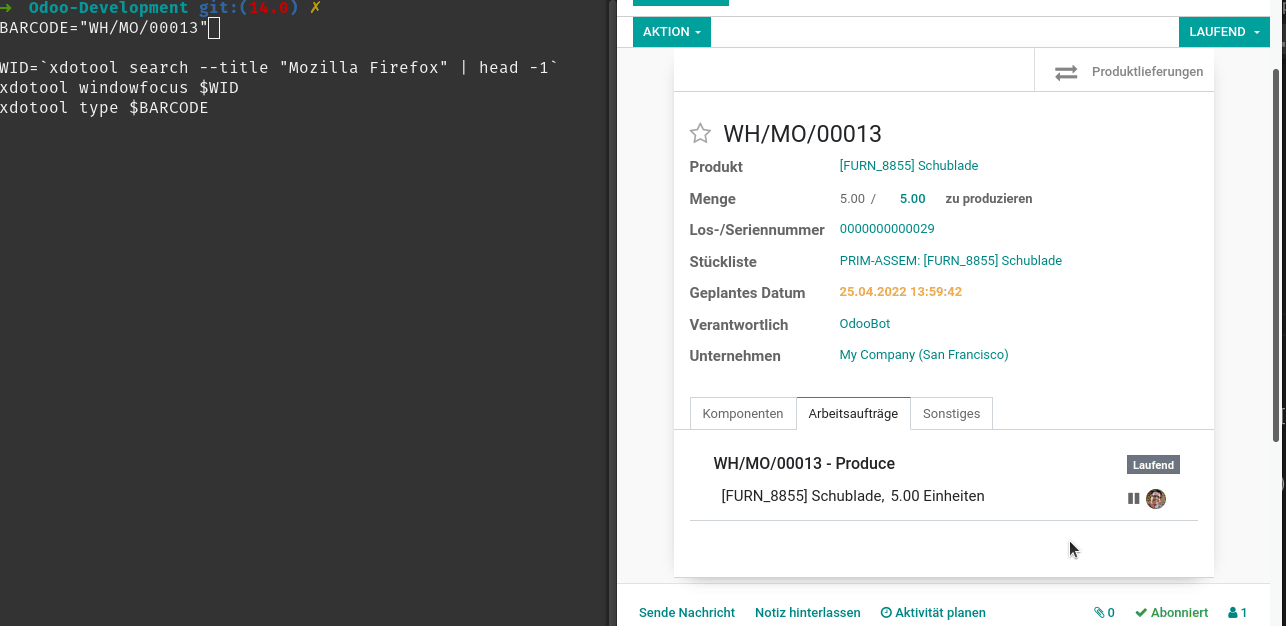 → Odoo-Development git:(14.0) ✗
BARCODE="WH/MO/00013"
WID=`xdotool search --title "Mozilla Firefox" | head -1`
xdotool windowfocus $WID
xdotool type $BARCODE
AKTION
LAUFEND
Produktlieferungen
WH/MO/00013
Produkt [FURN_8855] Schublade
Menge 5.00 / 5.00 zu produzieren
Los-/Seriennummer 0000000000029
Stückliste PRIM-ASSEM: [FURN_8855] Schublade
Geplantes Datum 25.04.2022 13:59:42
Verantwortlich OdooBot
Unternehmen My Company (San Francisco)
Komponenten Arbeitsaufträge Sonstiges
WH/MO/00013 - Produce Laufend
[FURN_8855] Schublade, 5.00 Einheiten
Sende Nachricht Notiz hinterlassen Aktivität planen 0 Abonniert 1